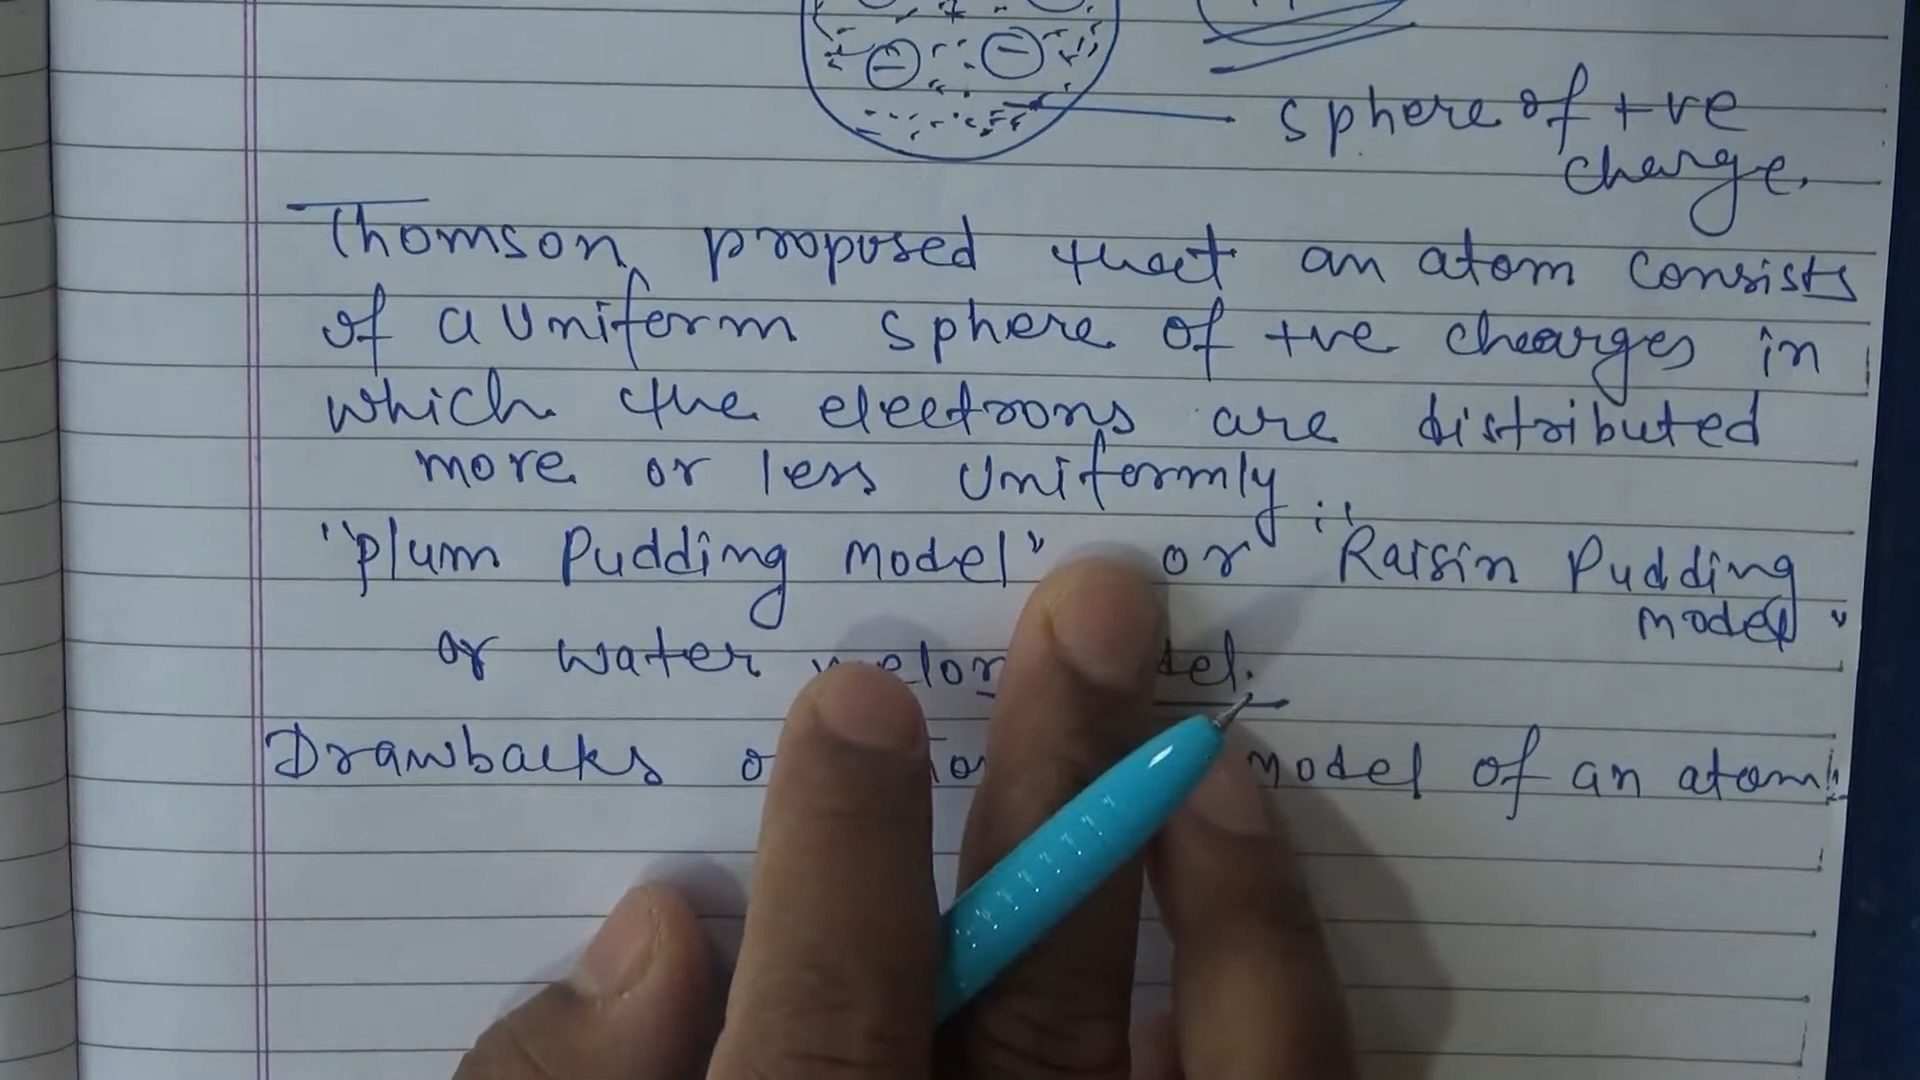 sphere of +ve
charge.
Thomson proposed that an atom consists
of a uniform sphere of +ve charges in
which the electrons are distributed
more or less uniformly.
"Plum Pudding Model" or "Raisin Pudding
Model"
or water
Drawbacks model of an atom: